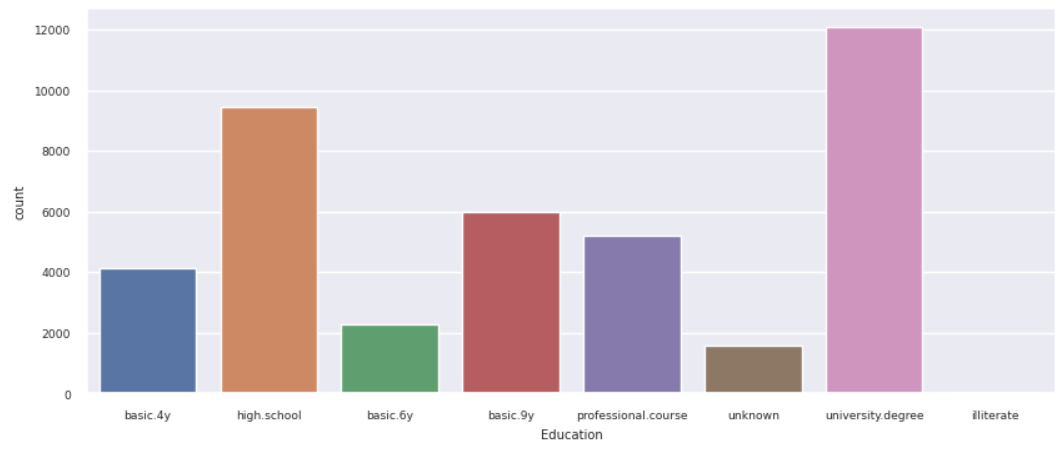 12000
10000
8000
6000
4000
2000
0
count
basic.4y high.school basic.6y basic.9y professional.course unknown university.degree illiterate
Education